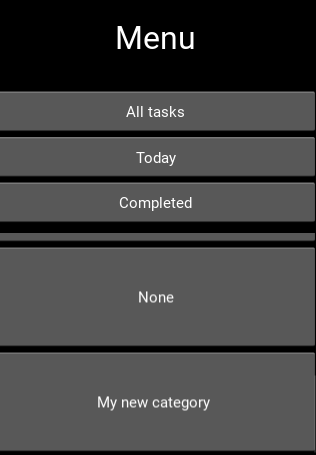 Menu
All tasks
Today
Completed
None
My new category